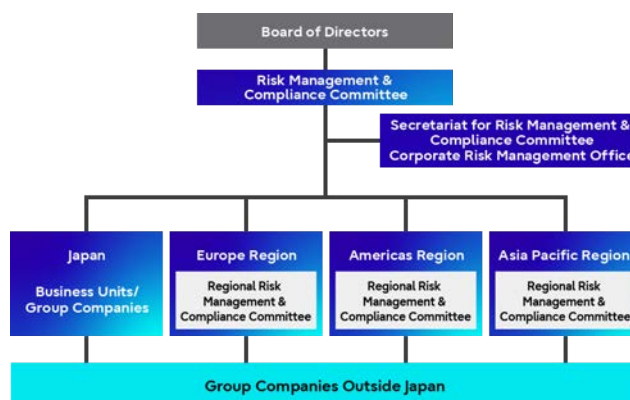 Board of Directors
Risk Management &
Compliance Committee
Secretariat for Risk Management &
Compliance Committee
Corporate Risk Management Office
Japan
Business Units/
Group Companies
Europe Region
Regional Risk
Management &
Compliance Committee
Americas Region
Regional Risk
Management &
Compliance Committee
Asia Pacific Region
Regional Risk
Management &
Compliance Committee
Group Companies Outside Japan